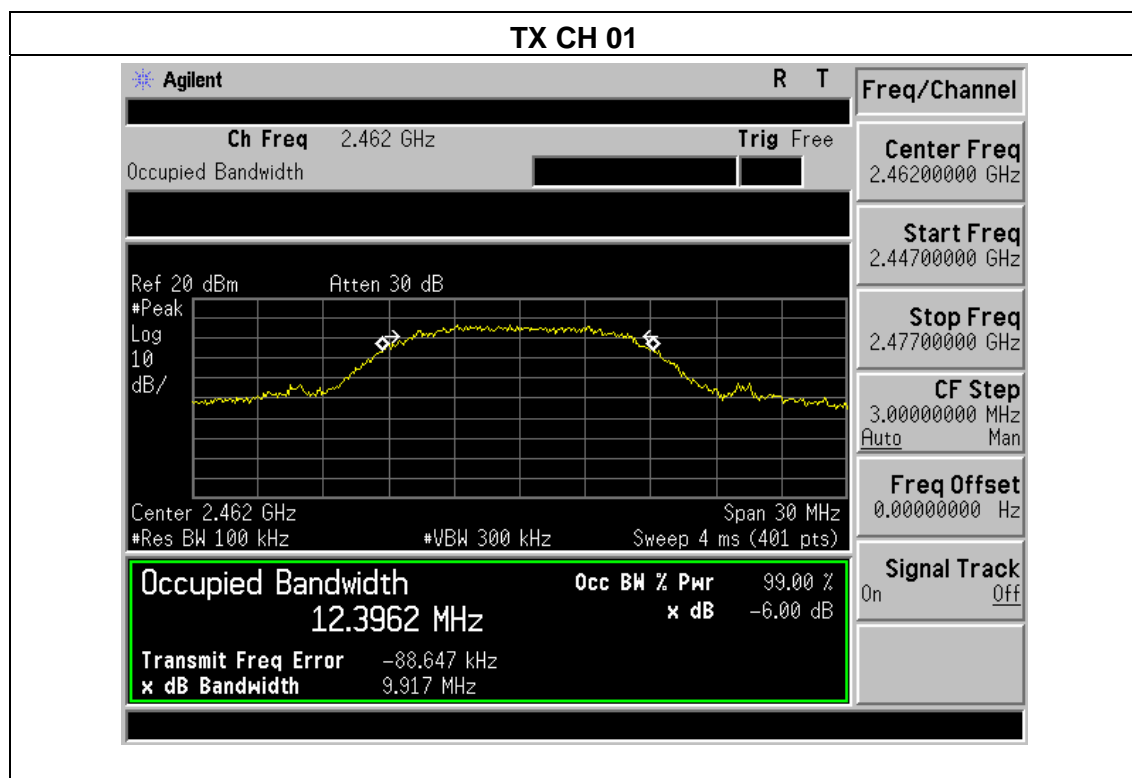 TX CH 01
Agilent R T
Ch Freq 2.462 GHz Trig Free
Occupied Bandwidth
Ref 20 dBm Atten 30 dB
#Peak
Log
10
dB/
Center 2.462 GHz Span 30 MHz
#Res BW 100 kHz #VBW 300 kHz Sweep 4 ms (401 pts)
Occupied Bandwidth Occ BW % Pwr 99.00 %
12.3962 MHz x dB -6.00 dB
Transmit Freq Error -88.647 kHz
x dB Bandwidth 9.917 MHz
Freq/Channel
Center Freq
2.46200000 GHz
Start Freq
2.44700000 GHz
Stop Freq
2.47700000 GHz
CF Step
3.00000000 MHz
Auto Man
Freq Offset
0.00000000 Hz
Signal Track
On Off